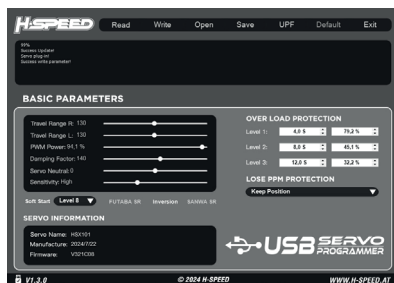 H-SPEED Read Write Open Save UPF Default Exit
99%
Success Update!
Servo plug-in!
Success write parameter!
BASIC PARAMETERS
Travel Range R: 130
Travel Range L: 130
PWM Power: 94,1 %
Damping Factor: 140
Servo Neutral: 0
Sensitivity: High
Soft Start Level 8 FUTABA SR Inversion SANWA SR
OVER LOAD PROTECTION
Level 1: 4,0 S 79,2 %
Level 2: 8,0 S 45,1 %
Level 3: 12,0 S 32,2 %
LOSE PPM PROTECTION
Keep Position
SERVO INFORMATION
Servo Name: HSX101
Manufacture: 2024/7/22
Firmware: V321C08
USB SERVO PROGRAMMER
V1.3.0 © 2024 H-SPEED WWW.H-SPEED.AT